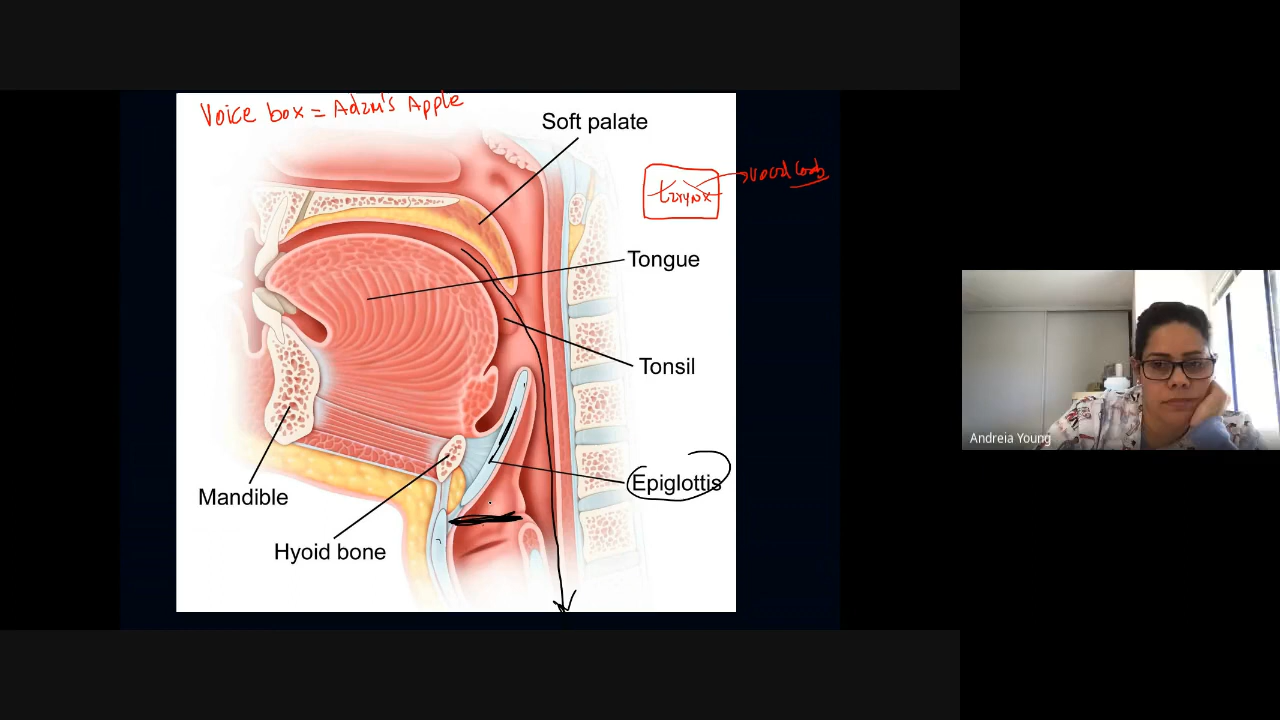 Voice box = Adam's Apple
Soft palate
Larynx
vocal cords
Tongue
Tonsil
Epiglottis
Mandible
Hyoid bone
Andreia Young